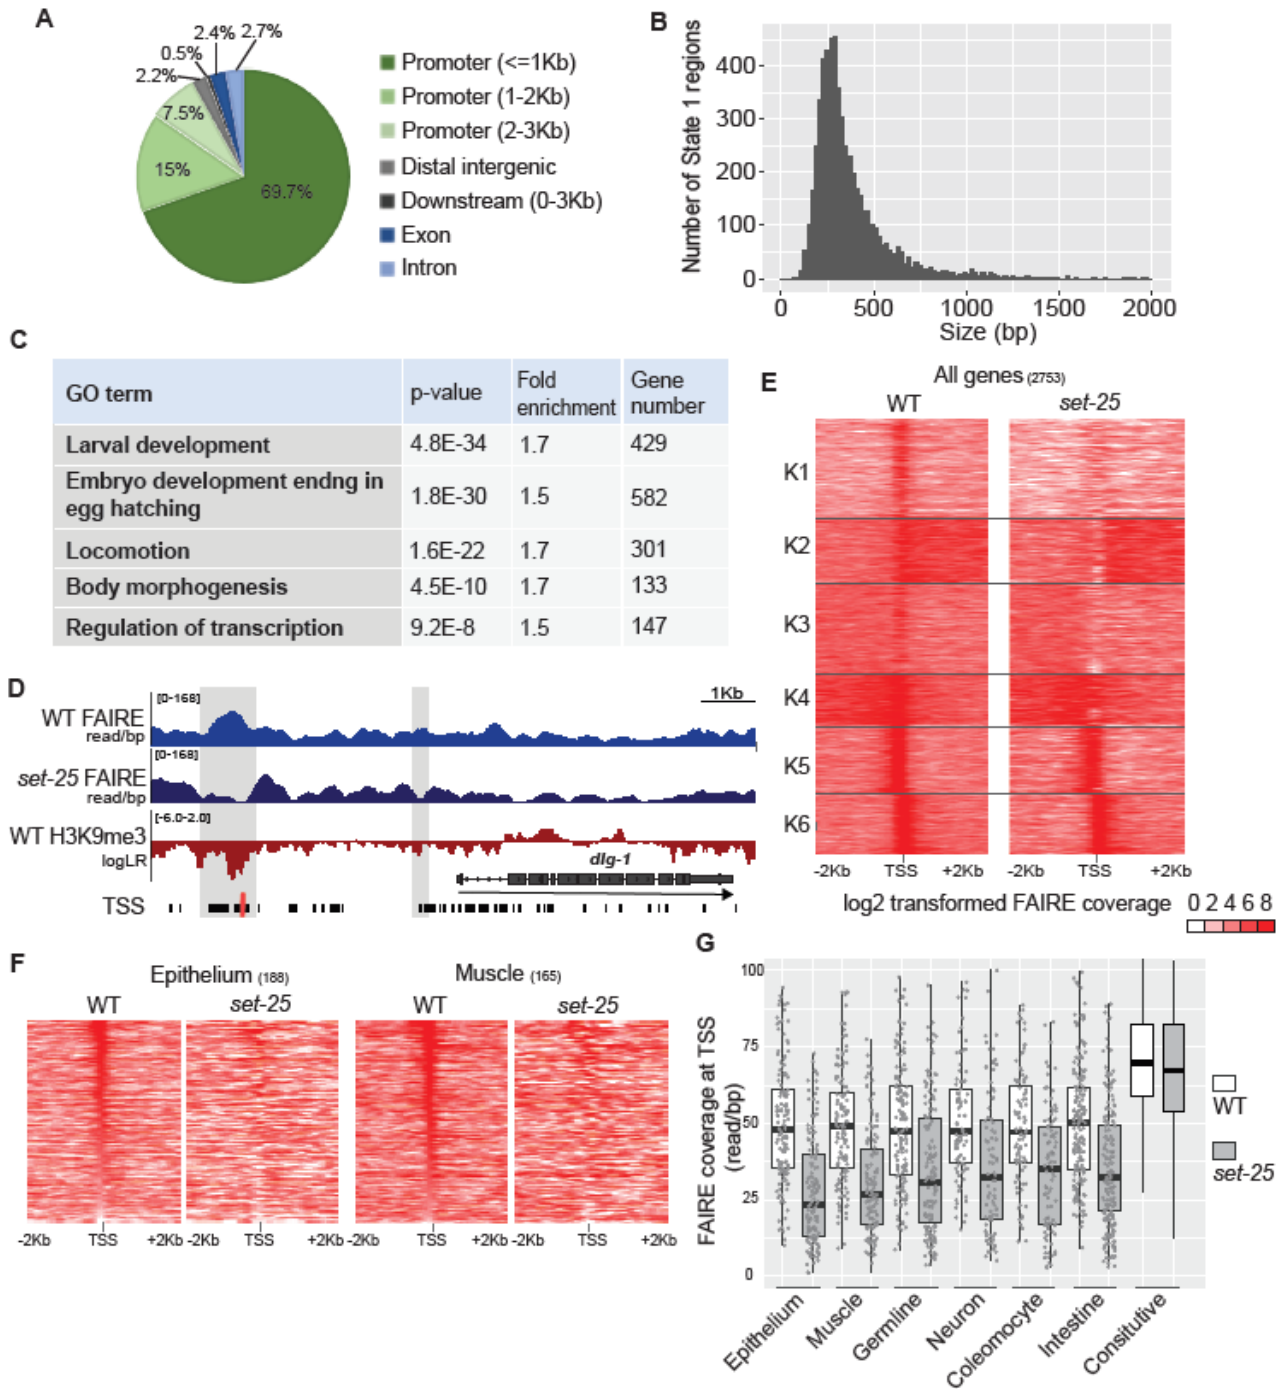 A
2.4%
2.7%
0.5%
2.2%
7.5%
15%
69.7%
Promoter (<=1Kb)
Promoter (1-2Kb)
Promoter (2-3Kb)
Distal intergenic
Downstream (0-3Kb)
Exon
Intron
B
Number of State 1 regions
400
300
200
100
0
0 500 1000 1500 2000
Size (bp)
C
GO term p-value Fold enrichment Gene number
Larval development 4.8E-34 1.7 429
Embryo development endng in egg hatching 1.8E-30 1.5 582
Locomotion 1.6E-22 1.7 301
Body morphogenesis 4.5E-10 1.7 133
Regulation of transcription 9.2E-8 1.5 147
D
[0-168]
1Kb
WT FAIRE
read/bp
[0-168]
set-25 FAIRE
read/bp
[-6.0-2.0]
WT H3K9me3
logLR
dlg-1
TSS
E
All genes (2753)
WT set-25
K1
K2
K3
K4
K5
K6
-2Kb TSS +2Kb -2Kb TSS +2Kb
log2 transformed FAIRE coverage 0 2 4 6 8
F
Epithelium (188) Muscle (165)
WT set-25 WT set-25
-2Kb TSS +2Kb -2Kb TSS +2Kb -2Kb TSS +2Kb -2Kb TSS +2Kb
G
FAIRE coverage at TSS
(read/bp)
100
75
50
25
0
Epithelium
Muscle
Germline
Neuron
Coleomocyte
Intestine
Consitutive
WT
set-25